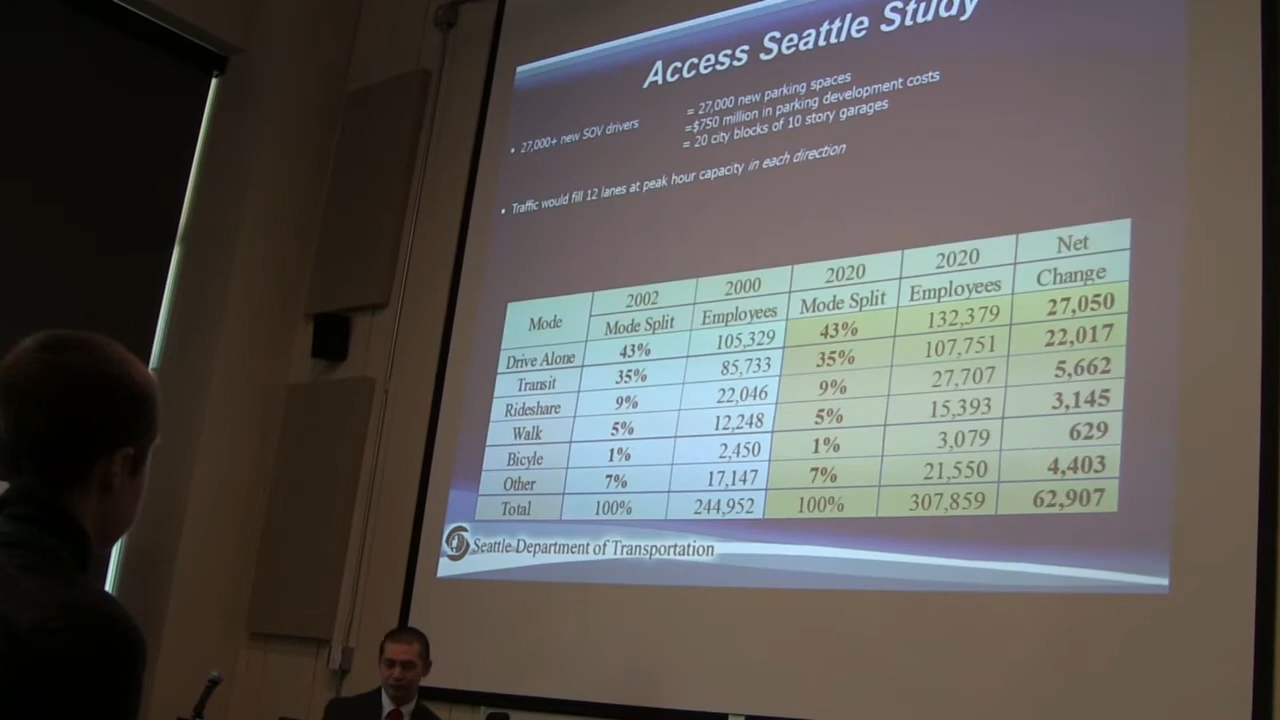 Access Seattle Study
• 27,000+ new SOV drivers
= 27,000 new parking spaces
=$750 million in parking development costs
= 20 city blocks of 10 story garages
• Traffic would fill 12 lanes at peak hour capacity in each direction
Mode 2002 Mode Split 2000 Employees 2020 Mode Split 2020 Employees Net Change
Drive Alone 43% 105,329 43% 132,379 27,050
Transit 35% 85,733 35% 107,751 22,017
Rideshare 9% 22,046 9% 27,707 5,662
Walk 5% 12,248 5% 15,393 3,145
Bicyle 1% 2,450 1% 3,079 629
Other 7% 17,147 7% 21,550 4,403
Total 100% 244,952 100% 307,859 62,907
Seattle Department of Transportation